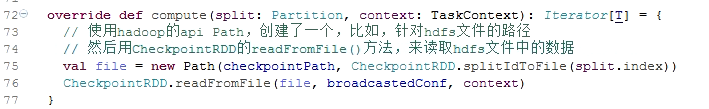 72
73 override def compute(split: Partition, context: TaskContext): Iterator[T] = {
74 // 使用hadoop的api Path，创建了一个，比如，针对hdfs文件的路径
// 然后用CheckpointRDD的readFromFile()方法，来读取hdfs文件中的数据
75 val file = new Path(checkpointPath, CheckpointRDD.splitIdToFile(split.index))
76 CheckpointRDD.readFromFile(file, broadcastedConf, context)
77 }